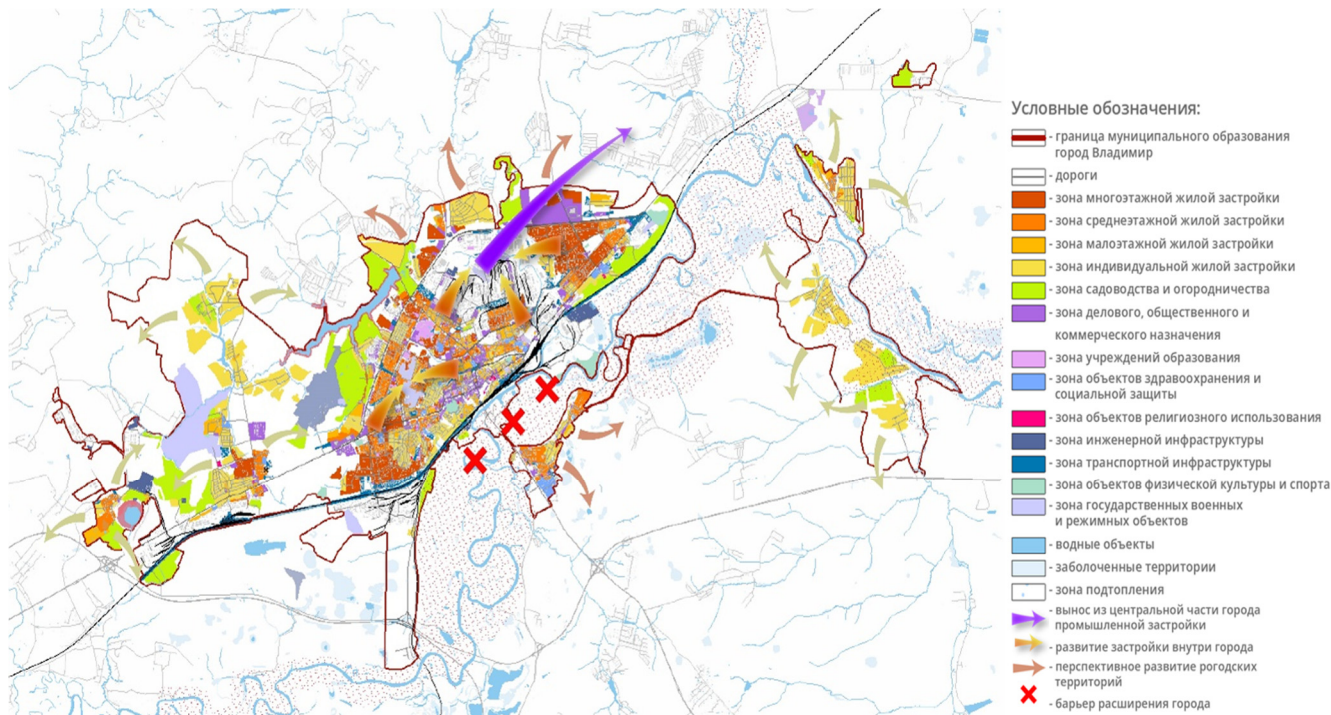 Условные обозначения:
- граница муниципального образования
город Владимир
- дороги
- зона многоэтажной жилой застройки
- зона среднеэтажной жилой застройки
- зона малоэтажной жилой застройки
- зона индивидуальной жилой застройки
- зона садоводства и огородничества
- зона делового, общественного и
коммерческого назначения
- зона учреждений образования
- зона объектов здравоохранения и
социальной защиты
- зона объектов религиозного использования
- зона инженерной инфраструктуры
- зона транспортной инфраструктуры
- зона объектов физической культуры и спорта
- зона государственных военных
и режимных объектов
- водные объекты
- заболоченные территории
- зона подтопления
- вынос из центральной части города
промышленной застройки
- развитие застройки внутри города
- перспективное развитие рогодских
территорий
- барьер расширения города